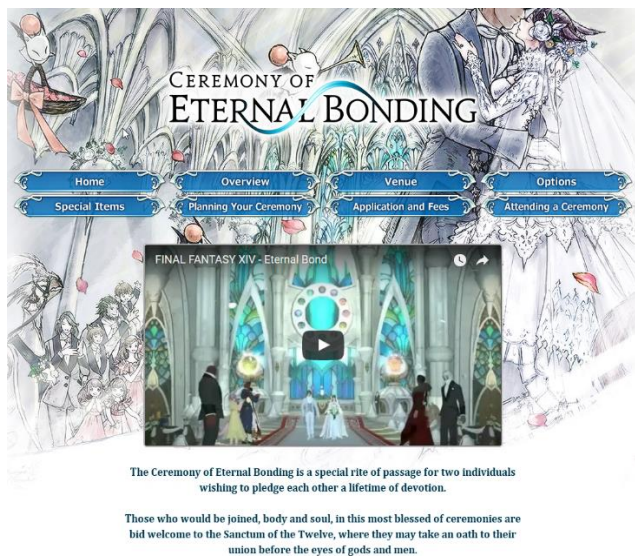 CEREMONY OF
ETERNAL BONDING
Home
Overview
Venue
Options
Special Items
Planning Your Ceremony
Application and Fees
Attending a Ceremony
FINAL FANTASY XIV - Eternal Bond
The Ceremony of Eternal Bonding is a special rite of passage for two individuals
wishing to pledge each other a lifetime of devotion.
Those who would be joined, body and soul, in this most blessed of ceremonies are
bid welcome to the Sanctum of the Twelve, where they may take an oath to their
union before the eyes of gods and men.